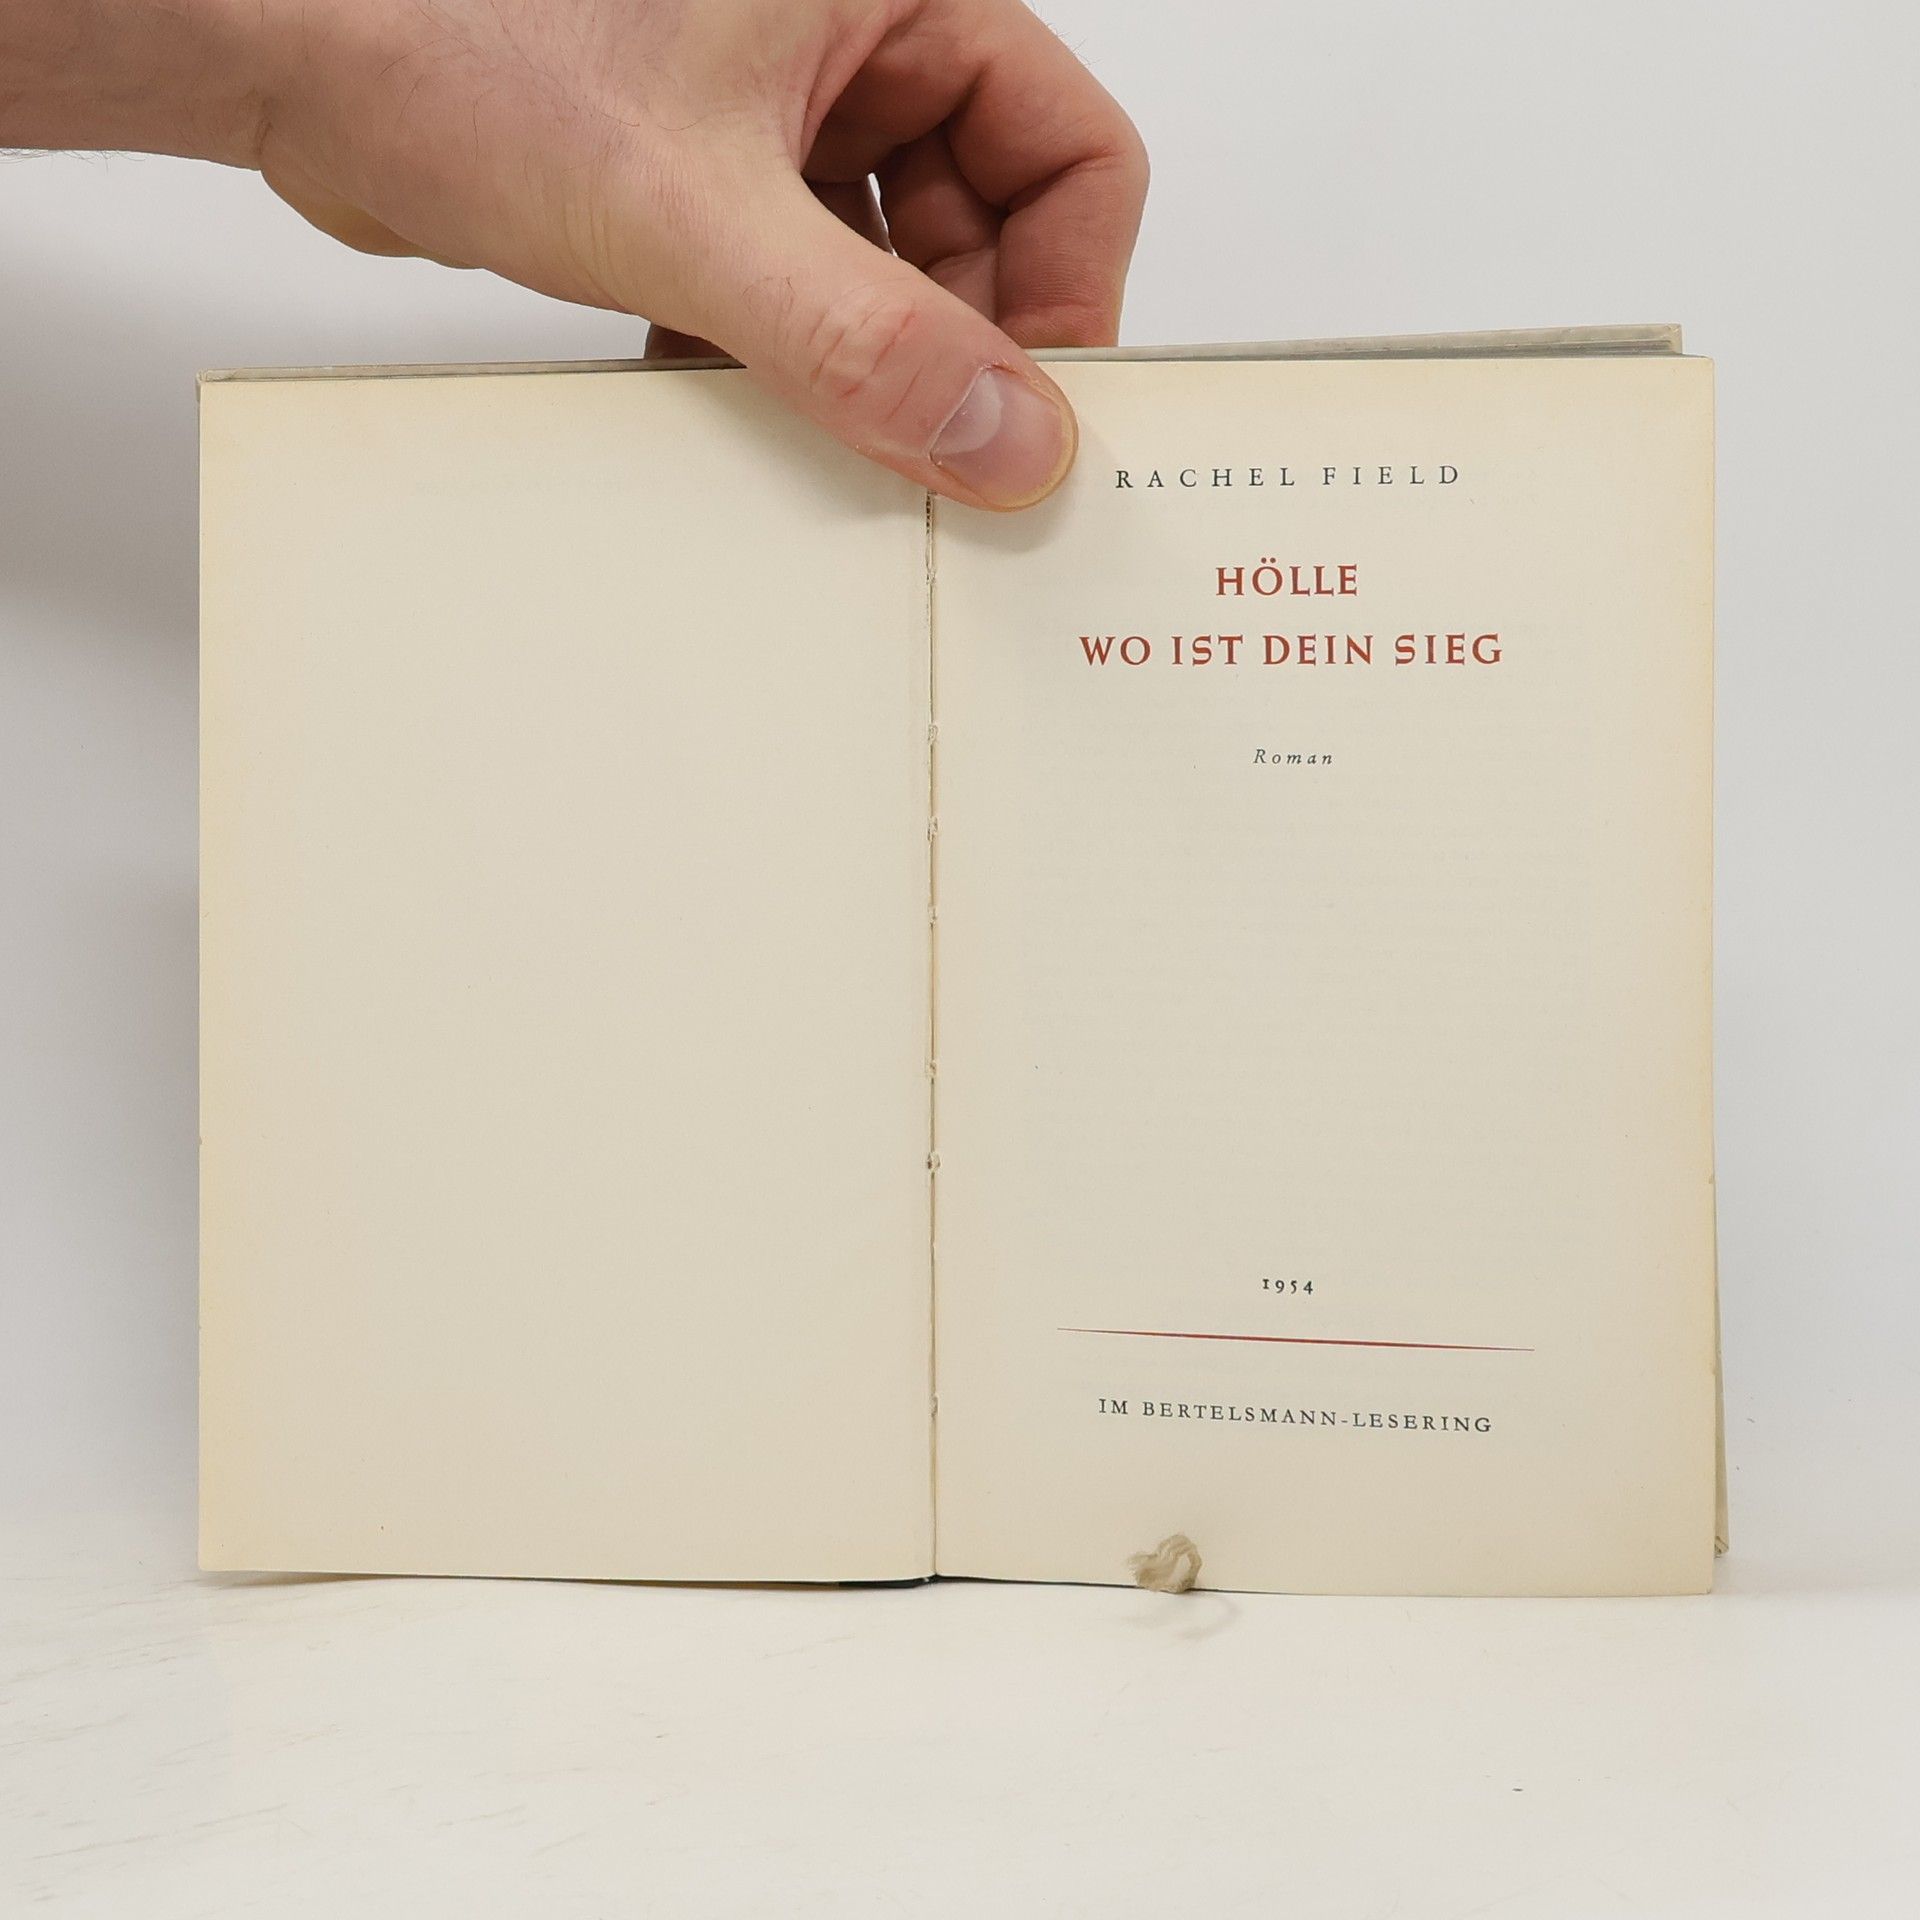 RACHEL FIELD
HÖLLE
WO IST DEIN SIEG
Roman
1954
IM BERTELSMANN-LESERING